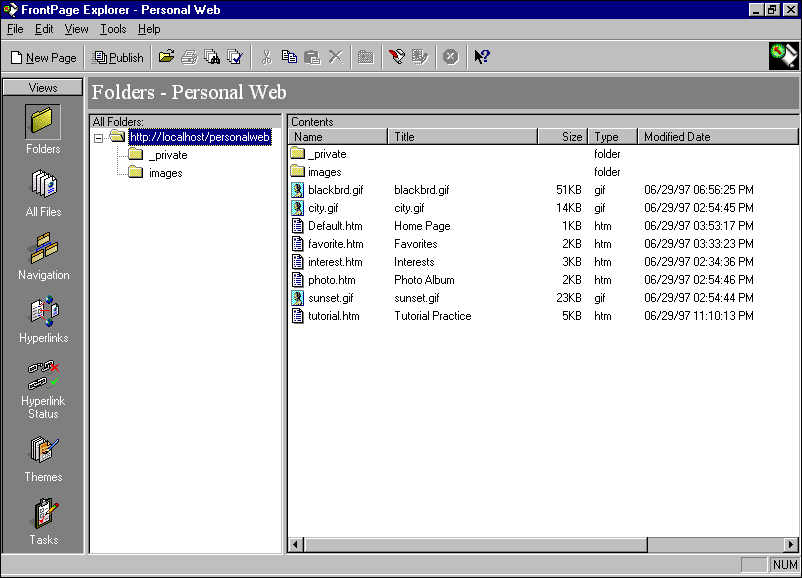 FrontPage Explorer - Personal Web
File Edit View Tools Help
New Page Publish
Views
Folders
All Files
Navigation
Hyperlinks
Hyperlink
Status
Themes
Tasks
Folders - Personal Web
All Folders:
http://localhost/personalweb
_private
images
Contents
Name Title Size Type Modified Date
_private folder
images folder
blackbrd.gif blackbrd.gif 51KB gif 06/29/97 06:56:25 PM
city.gif city.gif 14KB gif 06/29/97 02:54:45 PM
Default.htm Home Page 1KB htm 06/29/97 03:53:17 PM
favorite.htm Favorites 2KB htm 06/29/97 03:33:23 PM
interest.htm Interests 3KB htm 06/29/97 02:34:36 PM
photo.htm Photo Album 2KB htm 06/29/97 02:54:46 PM
sunset.gif sunset.gif 23KB gif 06/29/97 02:54:44 PM
tutorial.htm Tutorial Practice 5KB htm 06/29/97 11:10:13 PM
NUM